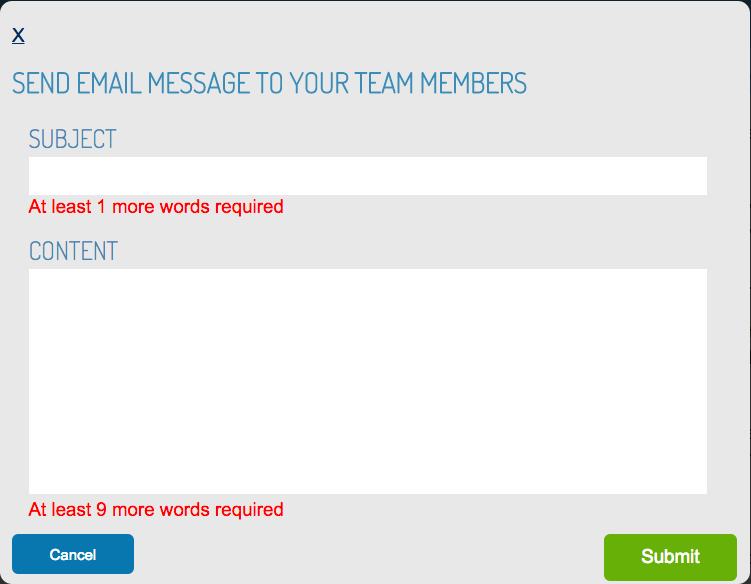 X
SEND EMAIL MESSAGE TO YOUR TEAM MEMBERS
SUBJECT
At least 1 more words required
CONTENT
At least 9 more words required
Cancel
Submit